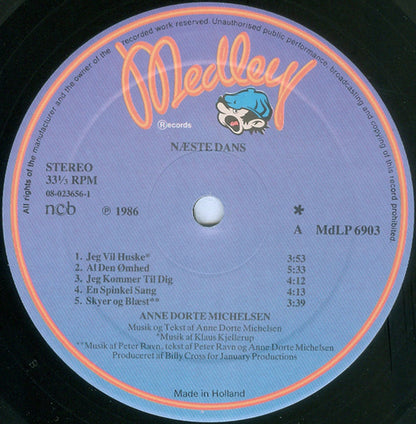 All rights of the manufacturer and the owner of the recorded work reserved. Unauthorised public performance, broadcasting and copying of this record prohibited.
Medley
®ecords
NÆSTE DANS
STEREO
33⅓ RPM
08-023656-1
ncb
℗ 1986
*
A MdLP 6903
1. Jeg Vil Huske* 3:53
2. Al Den Ømhed 5:33
3. Jeg Kommer Til Dig 4:12
4. En Spinkel Sang 4:13
5. Skyer og Blæst** 3:39
ANNE DORTE MICHELSEN
Musik og Tekst af Anne Dorte Michelsen
*Musik af Klaus Kjellerup
**Musik af Peter Ravn, tekst af Peter Ravn og Anne Dorte Michelsen
Produceret af Billy Cross for January Productions
Made in Holland